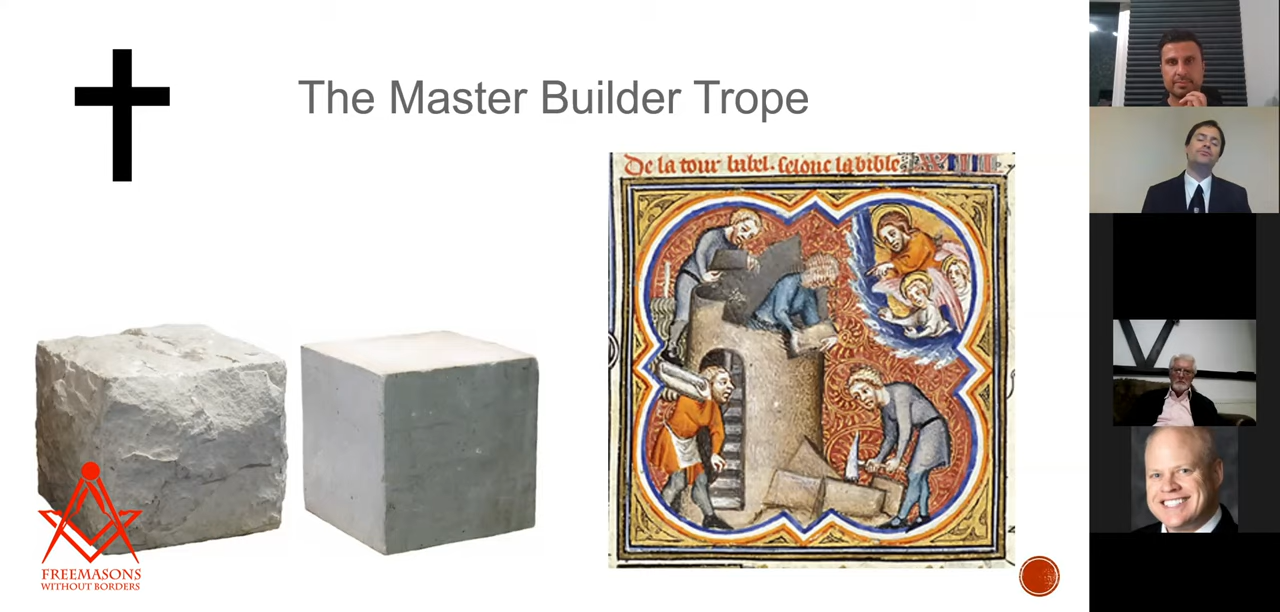 The Master Builder Trope
De la tour babel. selonc la bible
FREEMASONS
WITHOUT BORDERS